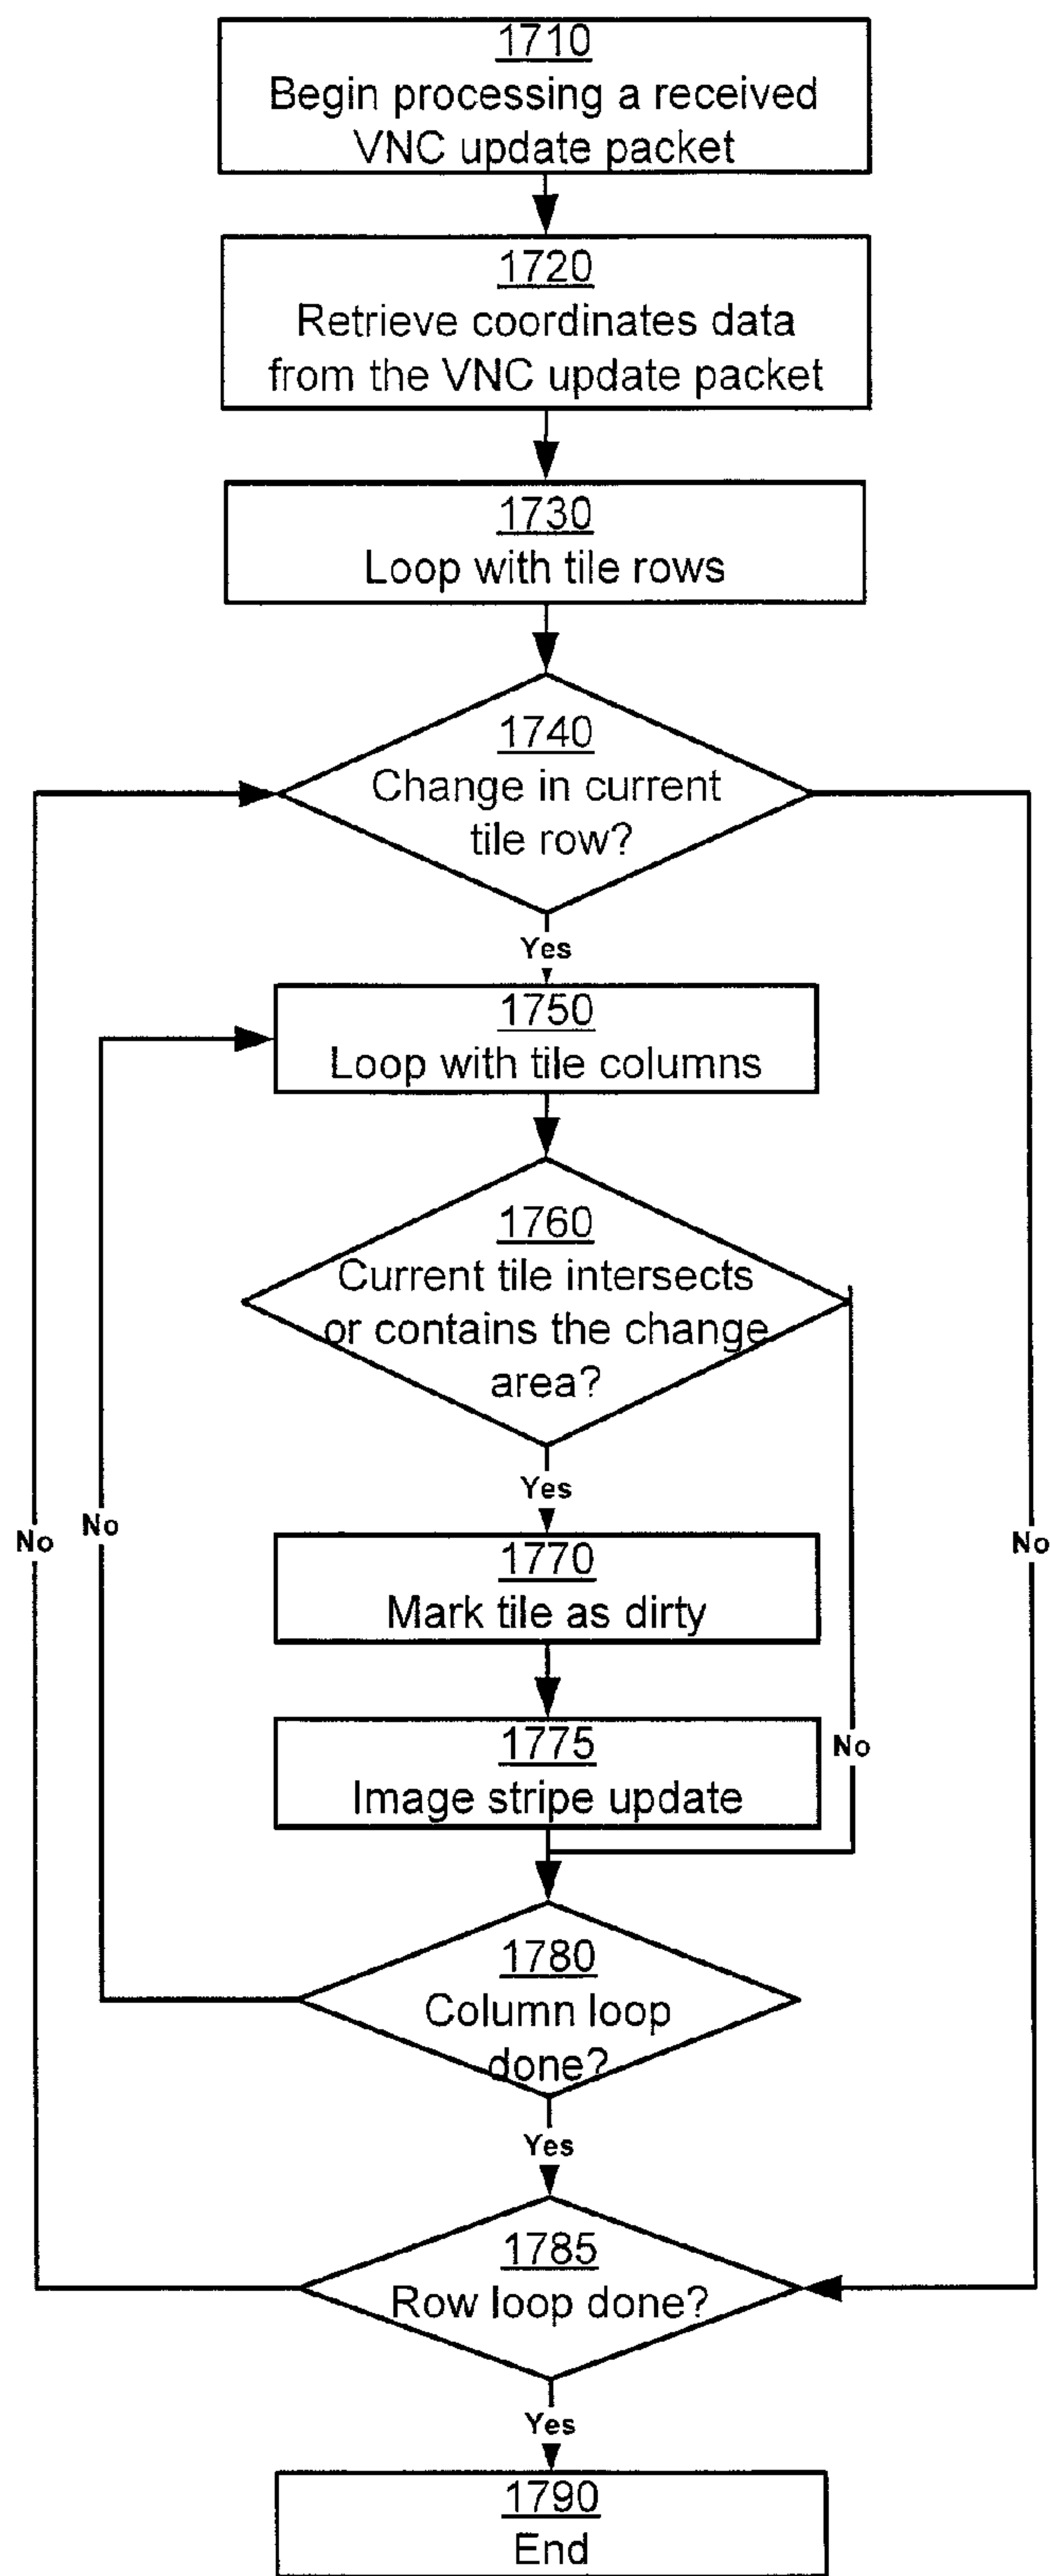 1710
Begin processing a received
VNC update packet
1720
Retrieve coordinates data
from the VNC update packet
1730
Loop with tile rows
1740
Change in current
tile row?
Yes
1750
Loop with tile columns
1760
Current tile intersects
or contains the change
area?
Yes
No
No
No
1770
Mark tile as dirty
1775
Image stripe update
No
1780
Column loop
done?
Yes
1785
Row loop done?
Yes
1790
End